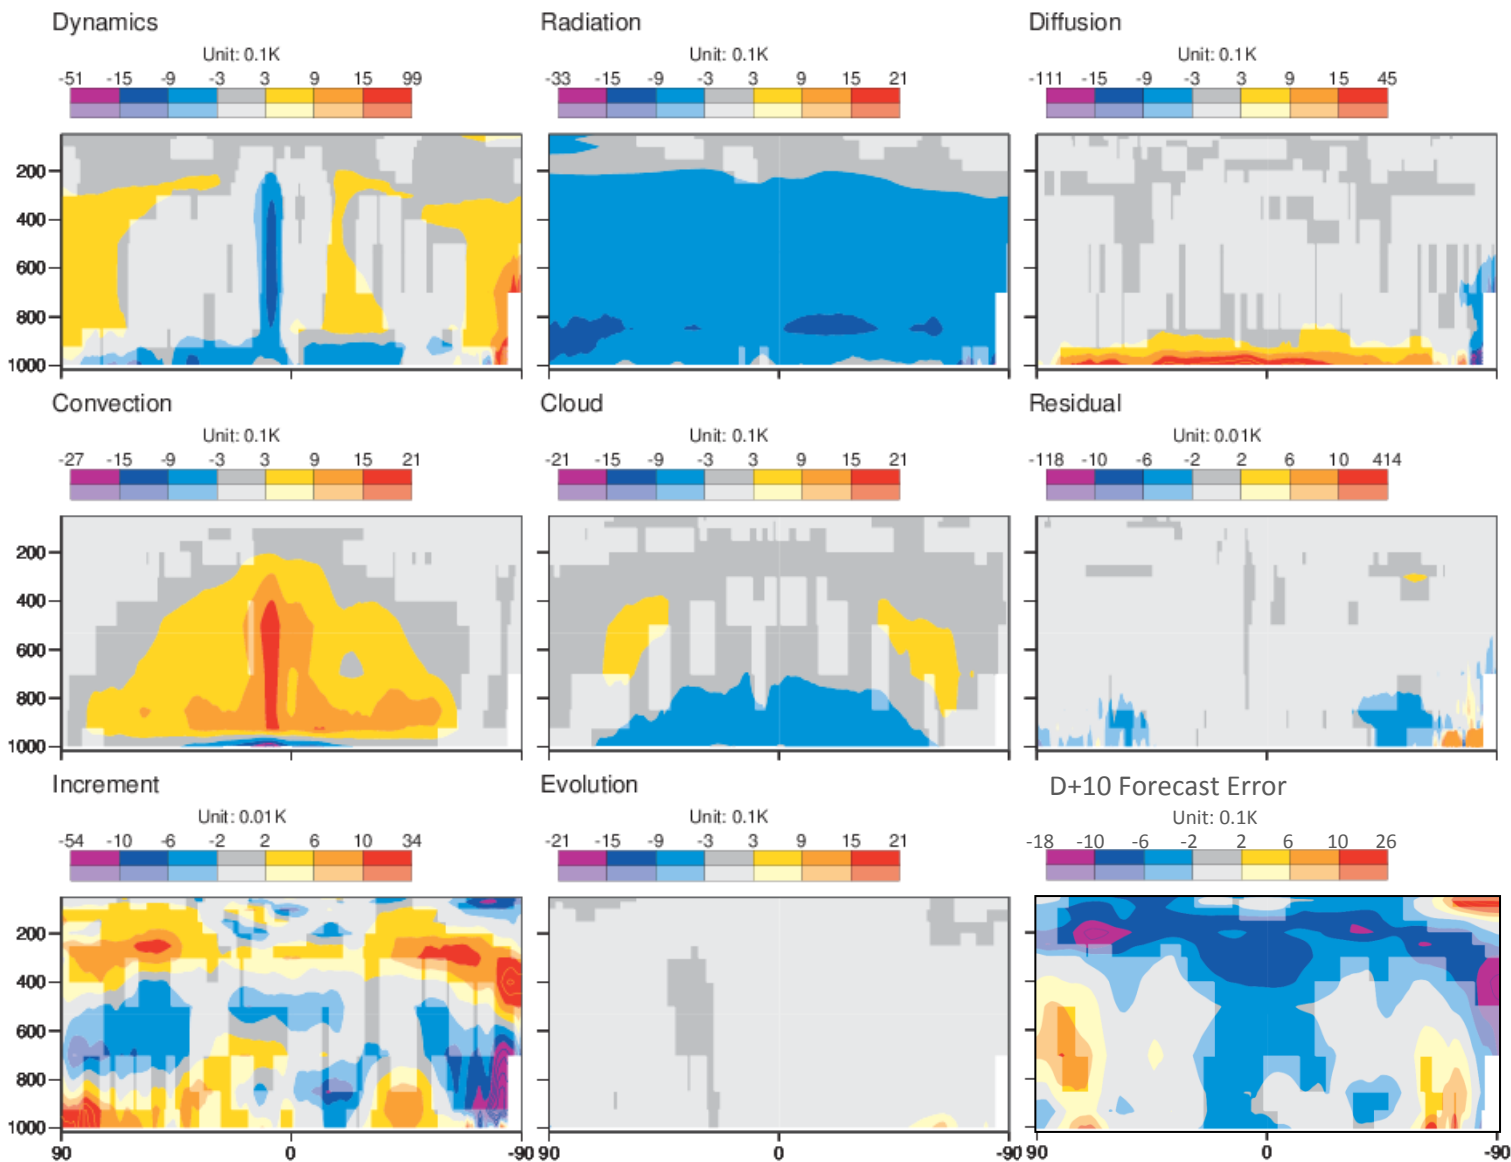 Dynamics
Radiation
Diffusion
Unit: 0.1K
Unit: 0.1K
Unit: 0.1K
-51 -15 -9 -3 3 9 15 99
-33 -15 -9 -3 3 9 15 21
-111 -15 -9 -3 3 9 15 45
200
400
600
800
1000
90 0 -90
Convection
Cloud
Residual
Unit: 0.1K
Unit: 0.1K
Unit: 0.01K
-27 -15 -9 -3 3 9 15 21
-21 -15 -9 -3 3 9 15 21
-118 -10 -6 -2 2 6 10 414
200
400
600
800
1000
Increment
Evolution
D+10 Forecast Error
Unit: 0.01K
Unit: 0.1K
Unit: 0.1K
-54 -10 -6 -2 2 6 10 34
-21 -15 -9 -3 3 9 15 21
-18 -10 -6 -2 2 6 10 26
200
400
600
800
1000
90 0 -90 90 0 -90 90 0 -90